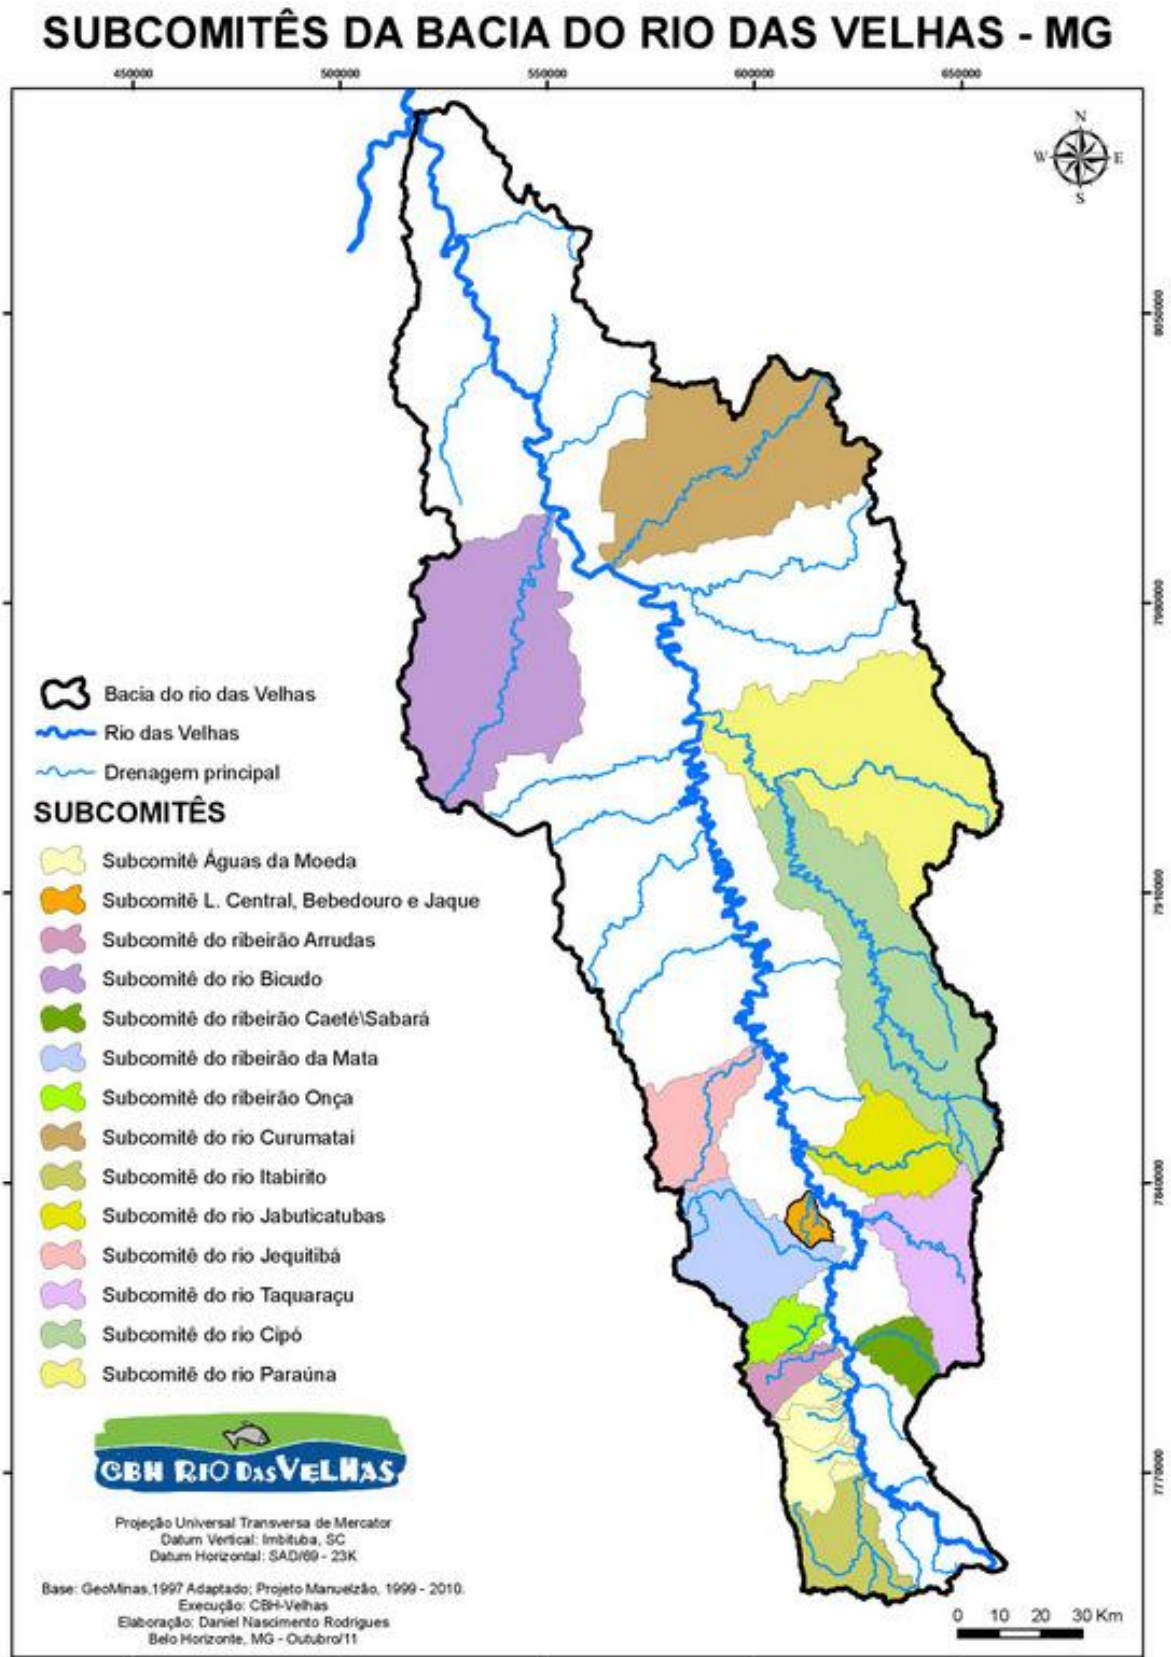 SUBCOMITÊS DA BACIA DO RIO DAS VELHAS - MG
450000 500000 550000 600000 650000
N
W E
S
8050000
7980000
7910000
7840000
7770000
Bacia do rio das Velhas
Rio das Velhas
Drenagem principal
SUBCOMITÊS
Subcomitê Águas da Moeda
Subcomitê L. Central, Bebedouro e Jaque
Subcomitê do ribeirão Arrudas
Subcomitê do rio Bicudo
Subcomitê do ribeirão Caeté\Sabará
Subcomitê do ribeirão da Mata
Subcomitê do ribeirão Onça
Subcomitê do rio Curumataí
Subcomitê do rio Itabirito
Subcomitê do rio Jabuticatubas
Subcomitê do rio Jequitibá
Subcomitê do rio Taquaraçu
Subcomitê do rio Cipó
Subcomitê do rio Paraúna
CBH RIO DAS VELHAS
Projeção Universal Transversa de Mercator
Datum Vertical: Imbituba, SC
Datum Horizontal: SAD/69 - 23K
Base: GeoMinas,1997 Adaptado; Projeto Manuelzão, 1999 - 2010.
Execução: CBH-Velhas
Elaboração: Daniel Nascimento Rodrigues
Belo Horizonte, MG - Outubro/11
0 10 20 30 Km